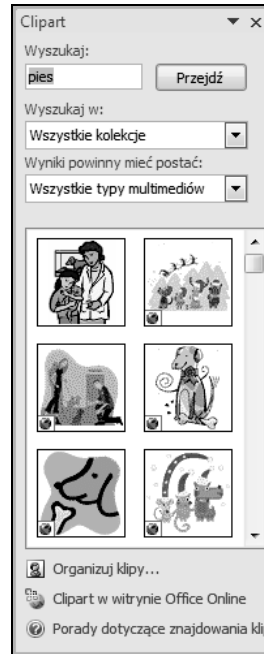 Clipart
Wyszukaj:
pies
Przejdź
Wyszukaj w:
Wszystkie kolekcje
Wyniki powinny mieć postać:
Wszystkie typy multimediów
Organizuj klipy...
Clipart w witrynie Office Online
Porady dotyczące znajdowania kli